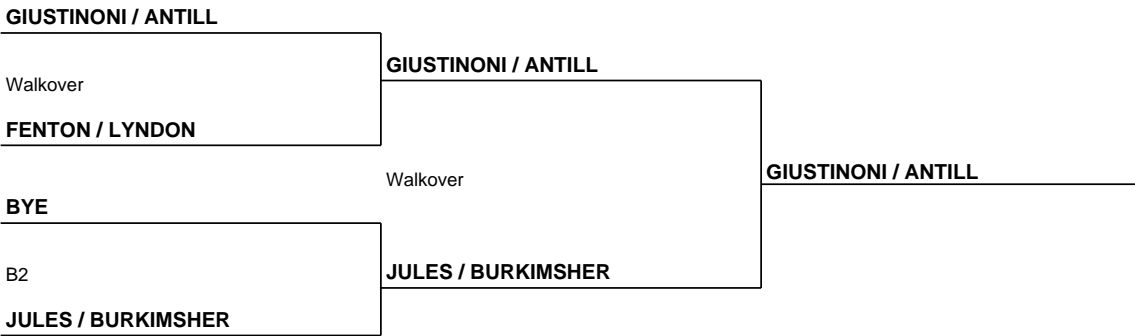 GIUSTINONI / ANTILL
Walkover
FENTON / LYNDON
BYE
B2
JULES / BURKIMSHER
GIUSTINONI / ANTILL
Walkover
JULES / BURKIMSHER
GIUSTINONI / ANTILL